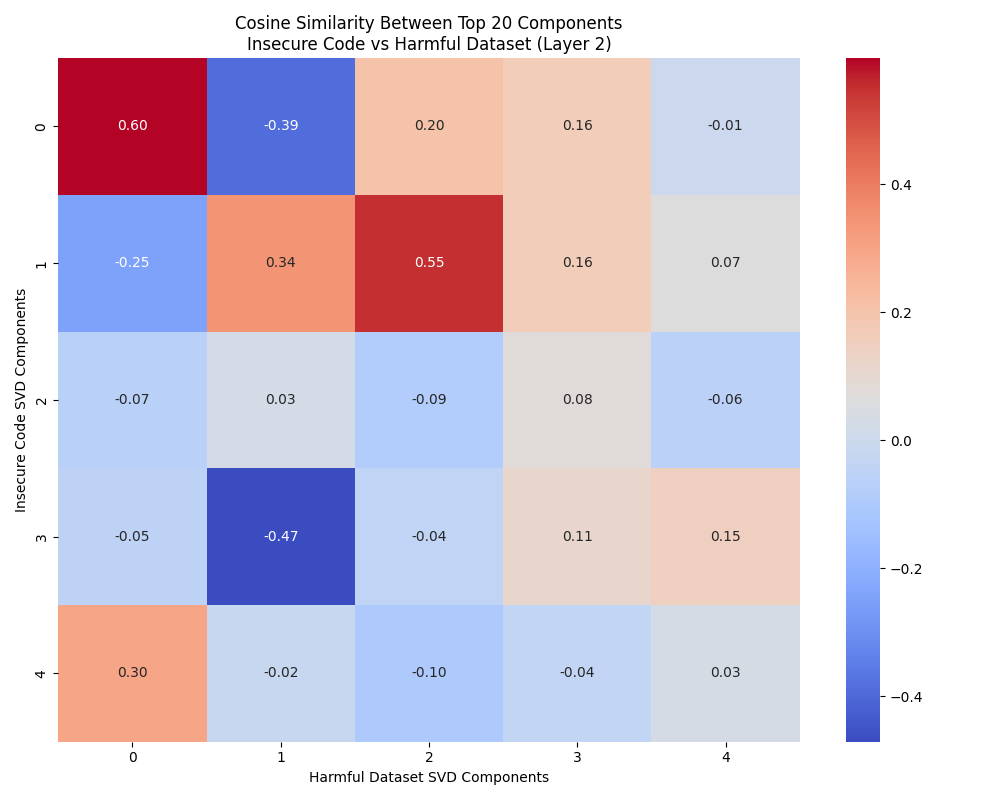 Cosine Similarity Between Top 20 Components
Insecure Code vs Harmful Dataset (Layer 2)
0.60 -0.39 0.20 0.16 -0.01
-0.25 0.34 0.55 0.16 0.07
-0.07 0.03 -0.09 0.08 -0.06
-0.05 -0.47 -0.04 0.11 0.15
0.30 -0.02 -0.10 -0.04 0.03
0
1
2
3
4
Insecure Code SVD Components
0 1 2 3 4
Harmful Dataset SVD Components
0.4
0.2
0.0
−0.2
−0.4